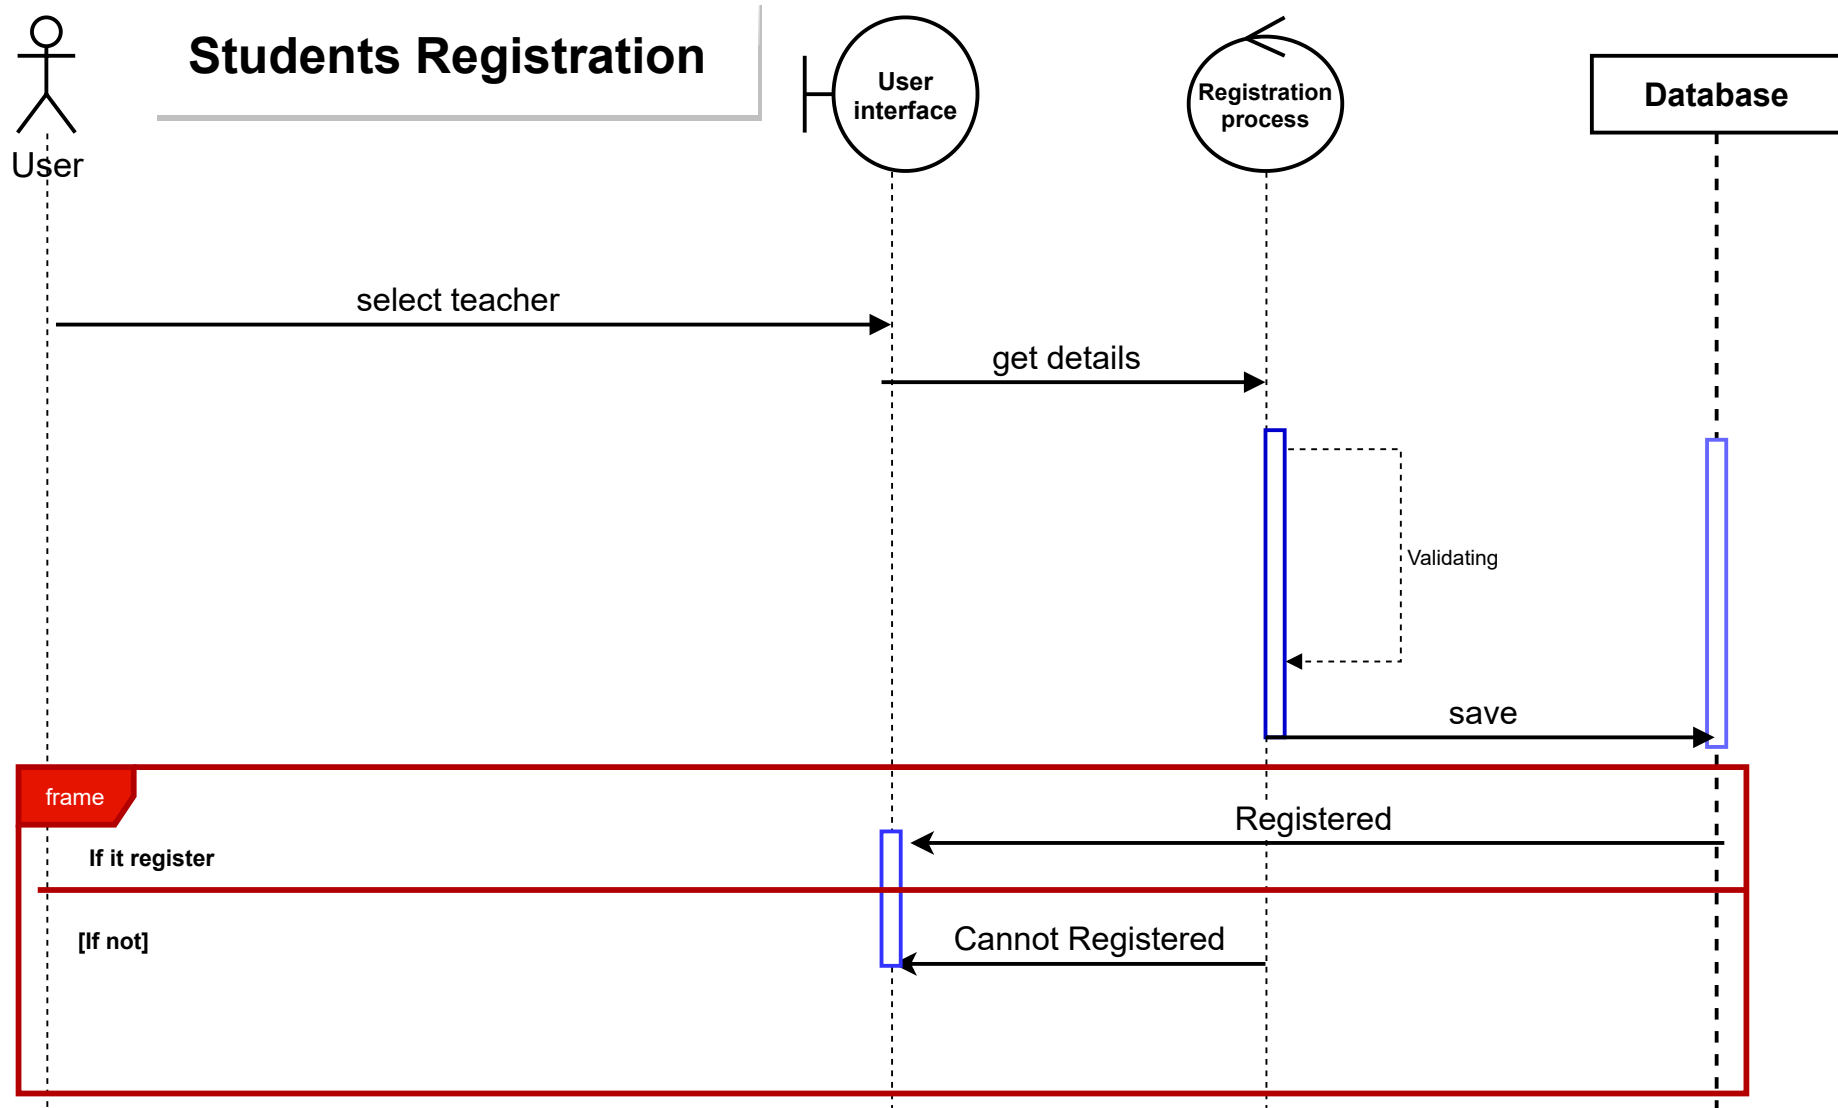 Students Registration
User
interface
Registration
process
Database
User
select teacher
get details
Validating
save
frame
Registered
If it register
Cannot Registered
[If not]